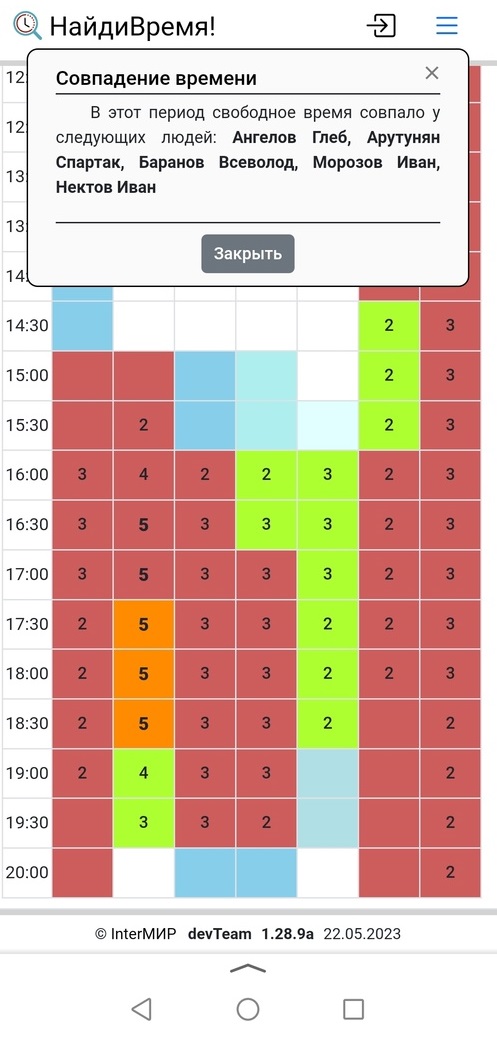 НайдиВремя!
Совпадение времени
×
В этот период свободное время совпало у
следующих людей: Ангелов Глеб, Арутунян
Спартак, Баранов Всеволод, Морозов Иван,
Нектов Иван
Закрыть
12:
12:
13:
13:
14:
14:30 2 3
15:00 2 3
15:30 2 2 3
16:00 3 4 2 2 3 2 3
16:30 3 5 3 3 3 2 3
17:00 3 5 3 3 3 2 3
17:30 2 5 3 3 2 2 3
18:00 2 5 3 3 2 2 3
18:30 2 5 3 3 2 2
19:00 2 4 3 3 2
19:30 3 3 2 2
20:00 2
© InterМИР devTeam 1.28.9a 22.05.2023